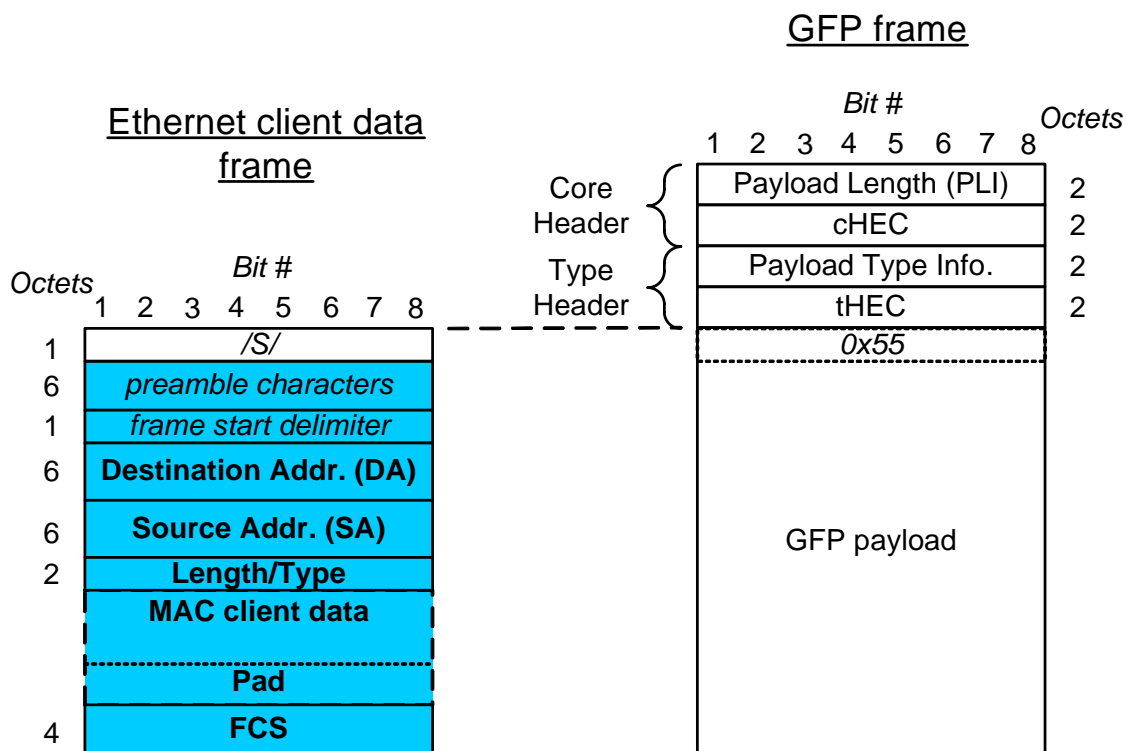 GFP frame
Ethernet client data
frame
Bit #
Octets
1 2 3 4 5 6 7 8
Core
Header
Payload Length (PLI)
2
cHEC
2
Type
Header
Payload Type Info.
2
tHEC
2
0x55
GFP payload
Bit #
Octets
1 2 3 4 5 6 7 8
1
/S/
6
preamble characters
1
frame start delimiter
6
Destination Addr. (DA)
6
Source Addr. (SA)
2
Length/Type
MAC client data
Pad
4
FCS